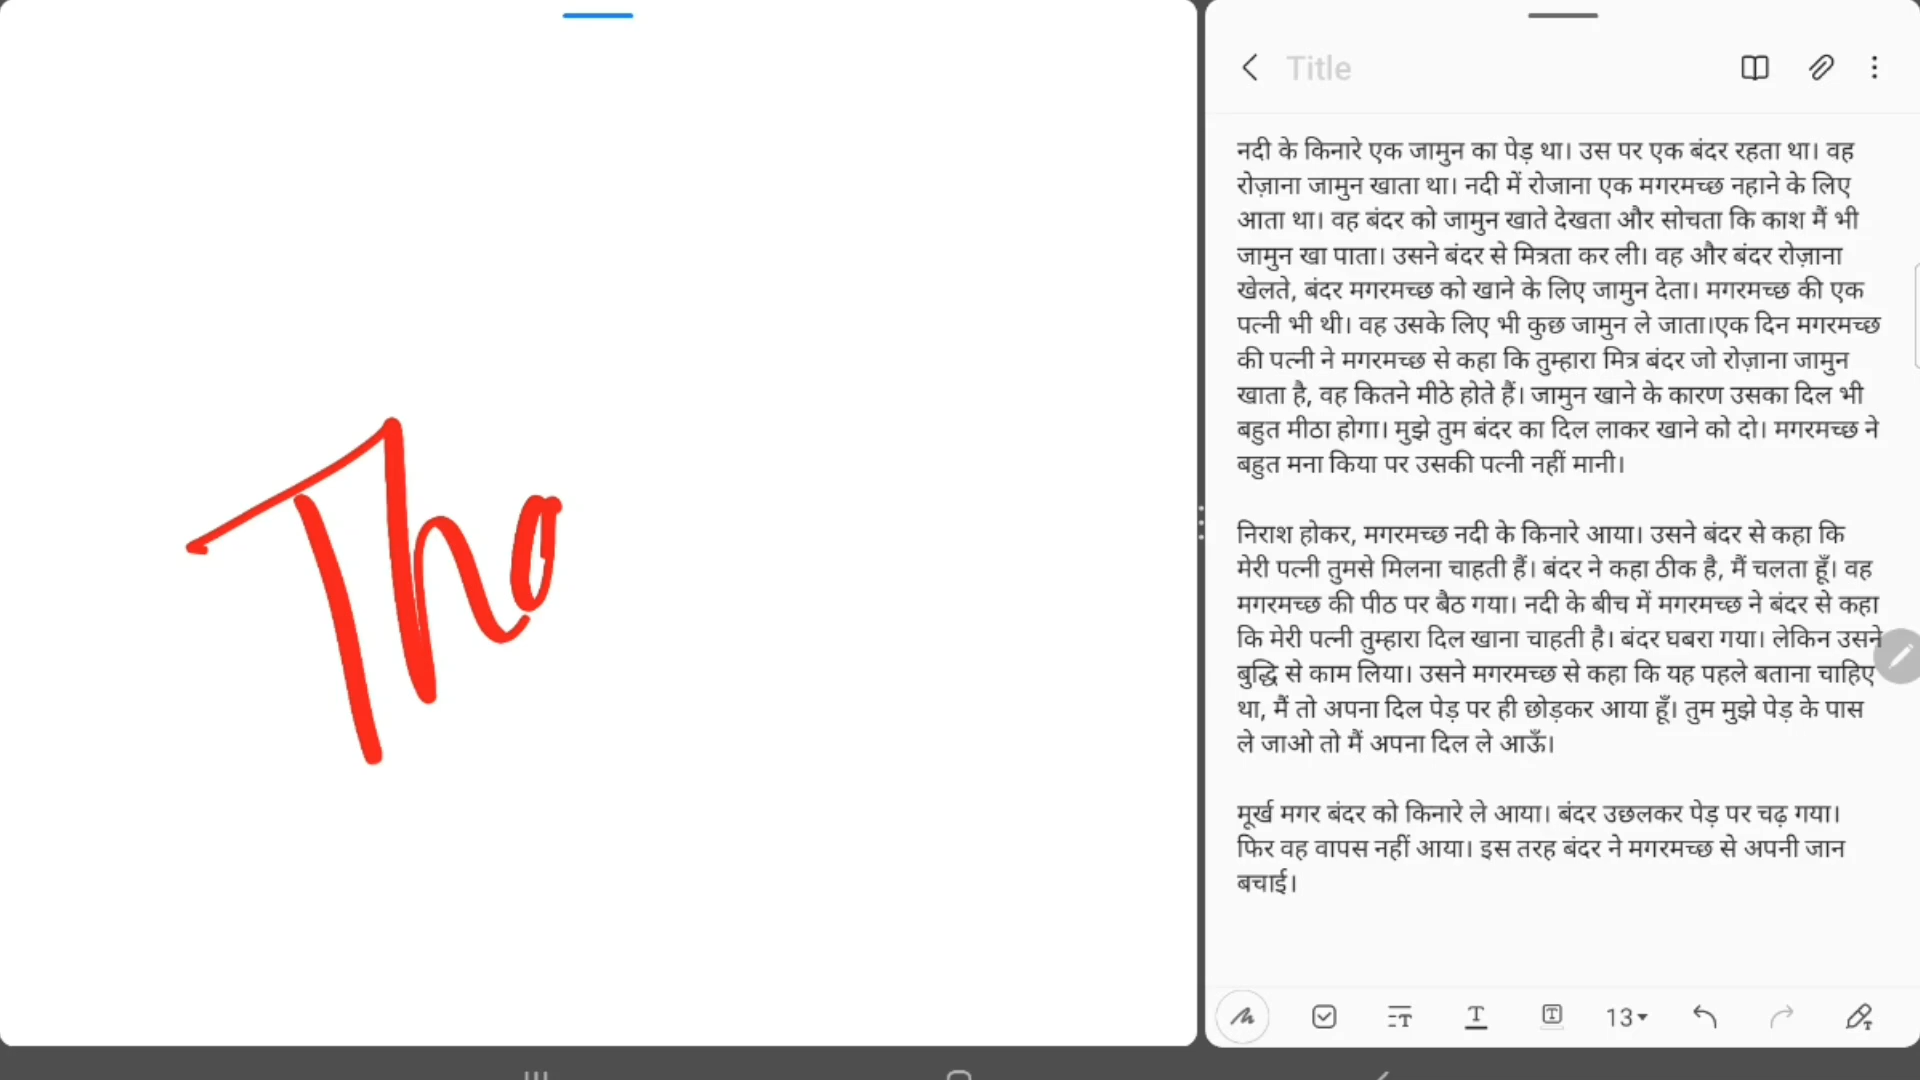 Tho
Title
नदी के किनारे एक जामुन का पेड़ था। उस पर एक बंदर रहता था। वह
रोज़ाना जामुन खाता था। नदी में रोजाना एक मगरमच्छ नहाने के लिए
आता था। वह बंदर को जामुन खाते देखता और सोचता कि काश मैं भी
जामुन खा पाता। उसने बंदर से मित्रता कर ली। वह और बंदर रोज़ाना
खेलते, बंदर मगरमच्छ को खाने के लिए जामुन देता। मगरमच्छ की एक
पत्नी भी थी। वह उसके लिए भी कुछ जामुन ले जाता।एक दिन मगरमच्छ
की पत्नी ने मगरमच्छ से कहा कि तुम्हारा मित्र बंदर जो रोज़ाना जामुन
खाता है, वह कितने मीठे होते हैं। जामुन खाने के कारण उसका दिल भी
बहुत मीठा होगा। मुझे तुम बंदर का दिल लाकर खाने को दो। मगरमच्छ ने
बहुत मना किया पर उसकी पत्नी नहीं मानी।
निराश होकर, मगरमच्छ नदी के किनारे आया। उसने बंदर से कहा कि
मेरी पत्नी तुमसे मिलना चाहती हैं। बंदर ने कहा ठीक है, मैं चलता हूँ। वह
मगरमच्छ की पीठ पर बैठ गया। नदी के बीच में मगरमच्छ ने बंदर से कहा
कि मेरी पत्नी तुम्हारा दिल खाना चाहती है। बंदर घबरा गया। लेकिन उसने
बुद्धि से काम लिया। उसने मगरमच्छ से कहा कि यह पहले बताना चाहिए
था, मैं तो अपना दिल पेड़ पर ही छोड़कर आया हूँ। तुम मुझे पेड़ के पास
ले जाओ तो मैं अपना दिल ले आऊँ।
मूर्ख मगर बंदर को किनारे ले आया। बंदर उछलकर पेड़ पर चढ़ गया।
फिर वह वापस नहीं आया। इस तरह बंदर ने मगरमच्छ से अपनी जान
बचाई।
13